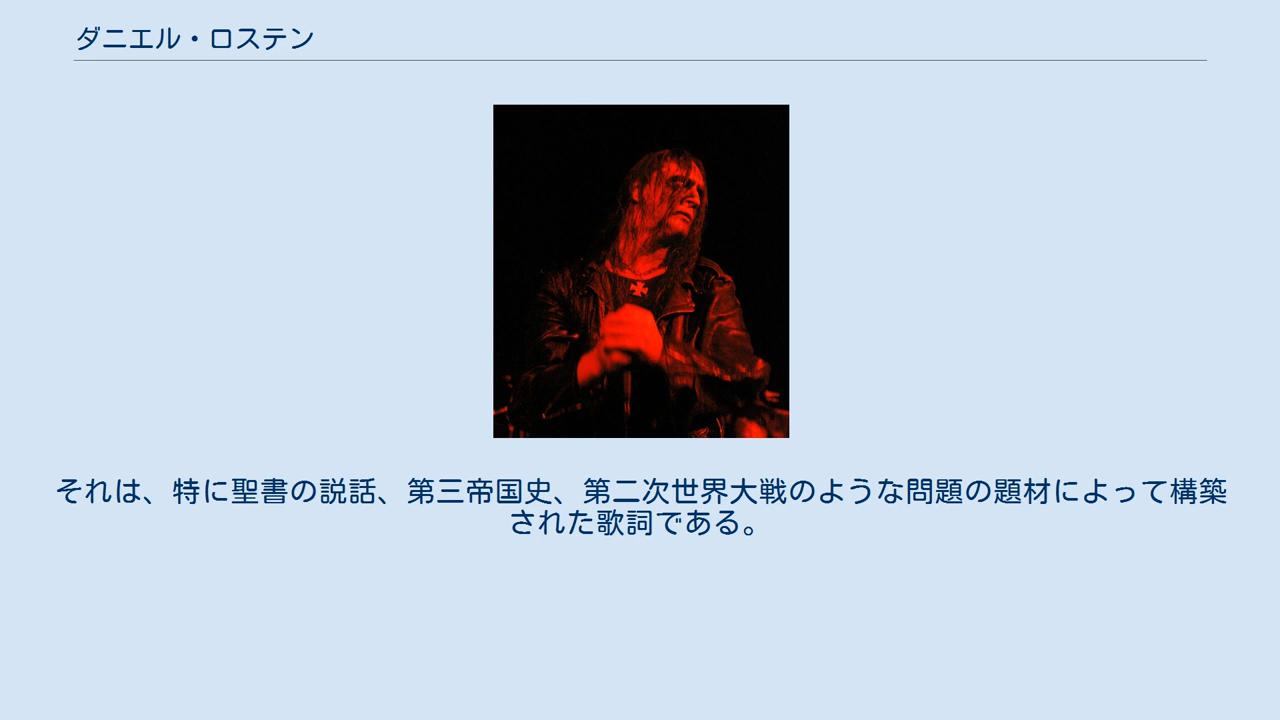 ダニエル・ロステン
それは、特に聖書の説話、第三帝国史、第二次世界大戦のような問題の題材によって構築
された歌詞である。